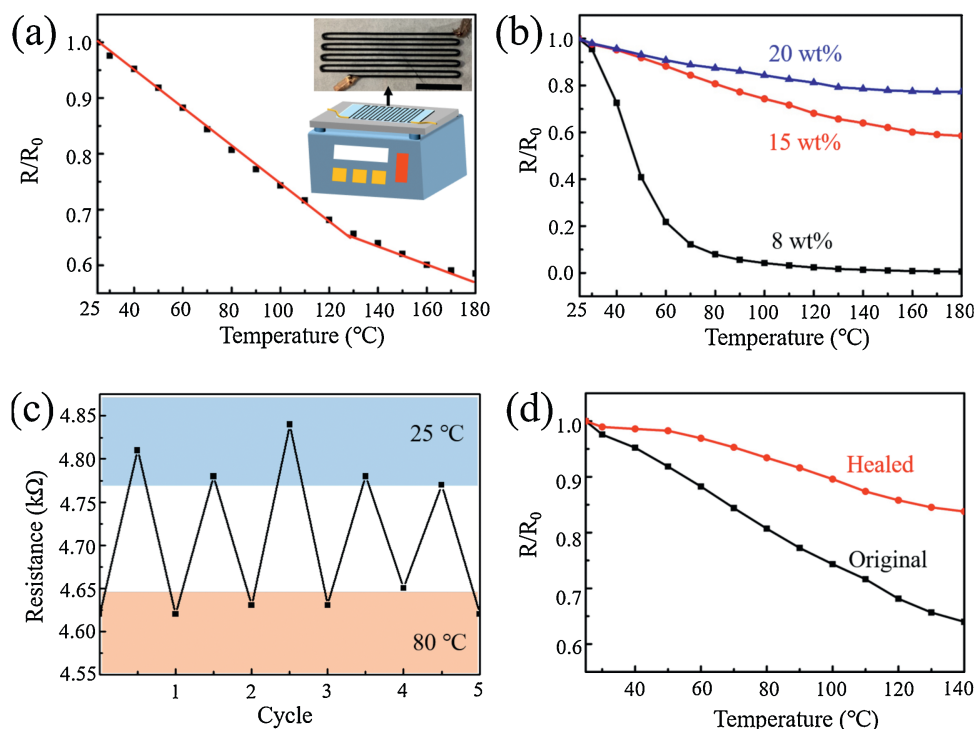 (a)
1.0
0.9
0.8
0.7
0.6
R/R0
25 40 60 80 100 120 140 160 180
Temperature (℃)
(b)
1.0
0.8
0.6
0.4
0.2
0.0
R/R0
20 wt%
15 wt%
8 wt%
25 40 60 80 100 120 140 160 180
Temperature (℃)
(c)
4.85
4.80
4.75
4.70
4.65
4.60
4.55
Resistance (kΩ)
25 ℃
80 ℃
1 2 3 4 5
Cycle
(d)
1.0
0.9
0.8
0.7
0.6
R/R0
Healed
Original
40 60 80 100 120 140
Temperature (℃)